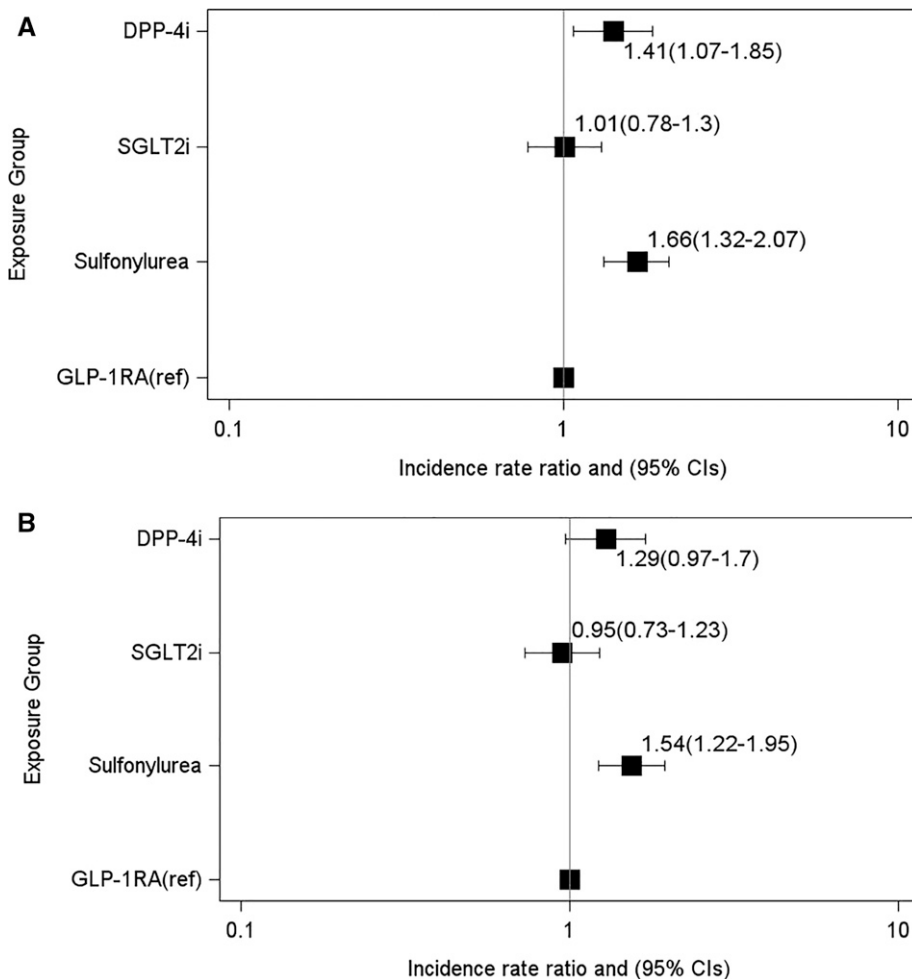 A
Exposure Group
DPP-4i
1.41(1.07-1.85)
SGLT2i
1.01(0.78-1.3)
Sulfonylurea
1.66(1.32-2.07)
GLP-1RA(ref)
0.1
1
10
Incidence rate ratio and (95% CIs)
B
Exposure Group
DPP-4i
1.29(0.97-1.7)
SGLT2i
0.95(0.73-1.23)
Sulfonylurea
1.54(1.22-1.95)
GLP-1RA(ref)
0.1
1
10
Incidence rate ratio and (95% CIs)